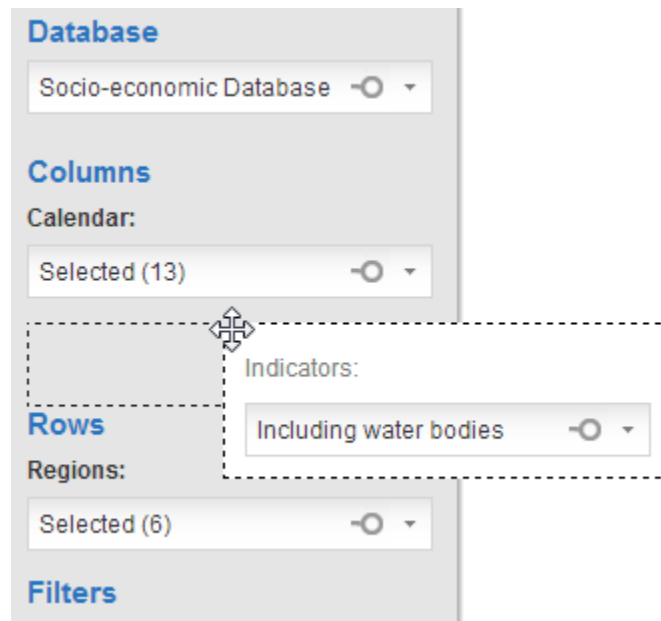 Database
Socio-economic Database
Columns
Calendar:
Selected (13)
Indicators:
Including water bodies
Rows
Regions:
Selected (6)
Filters